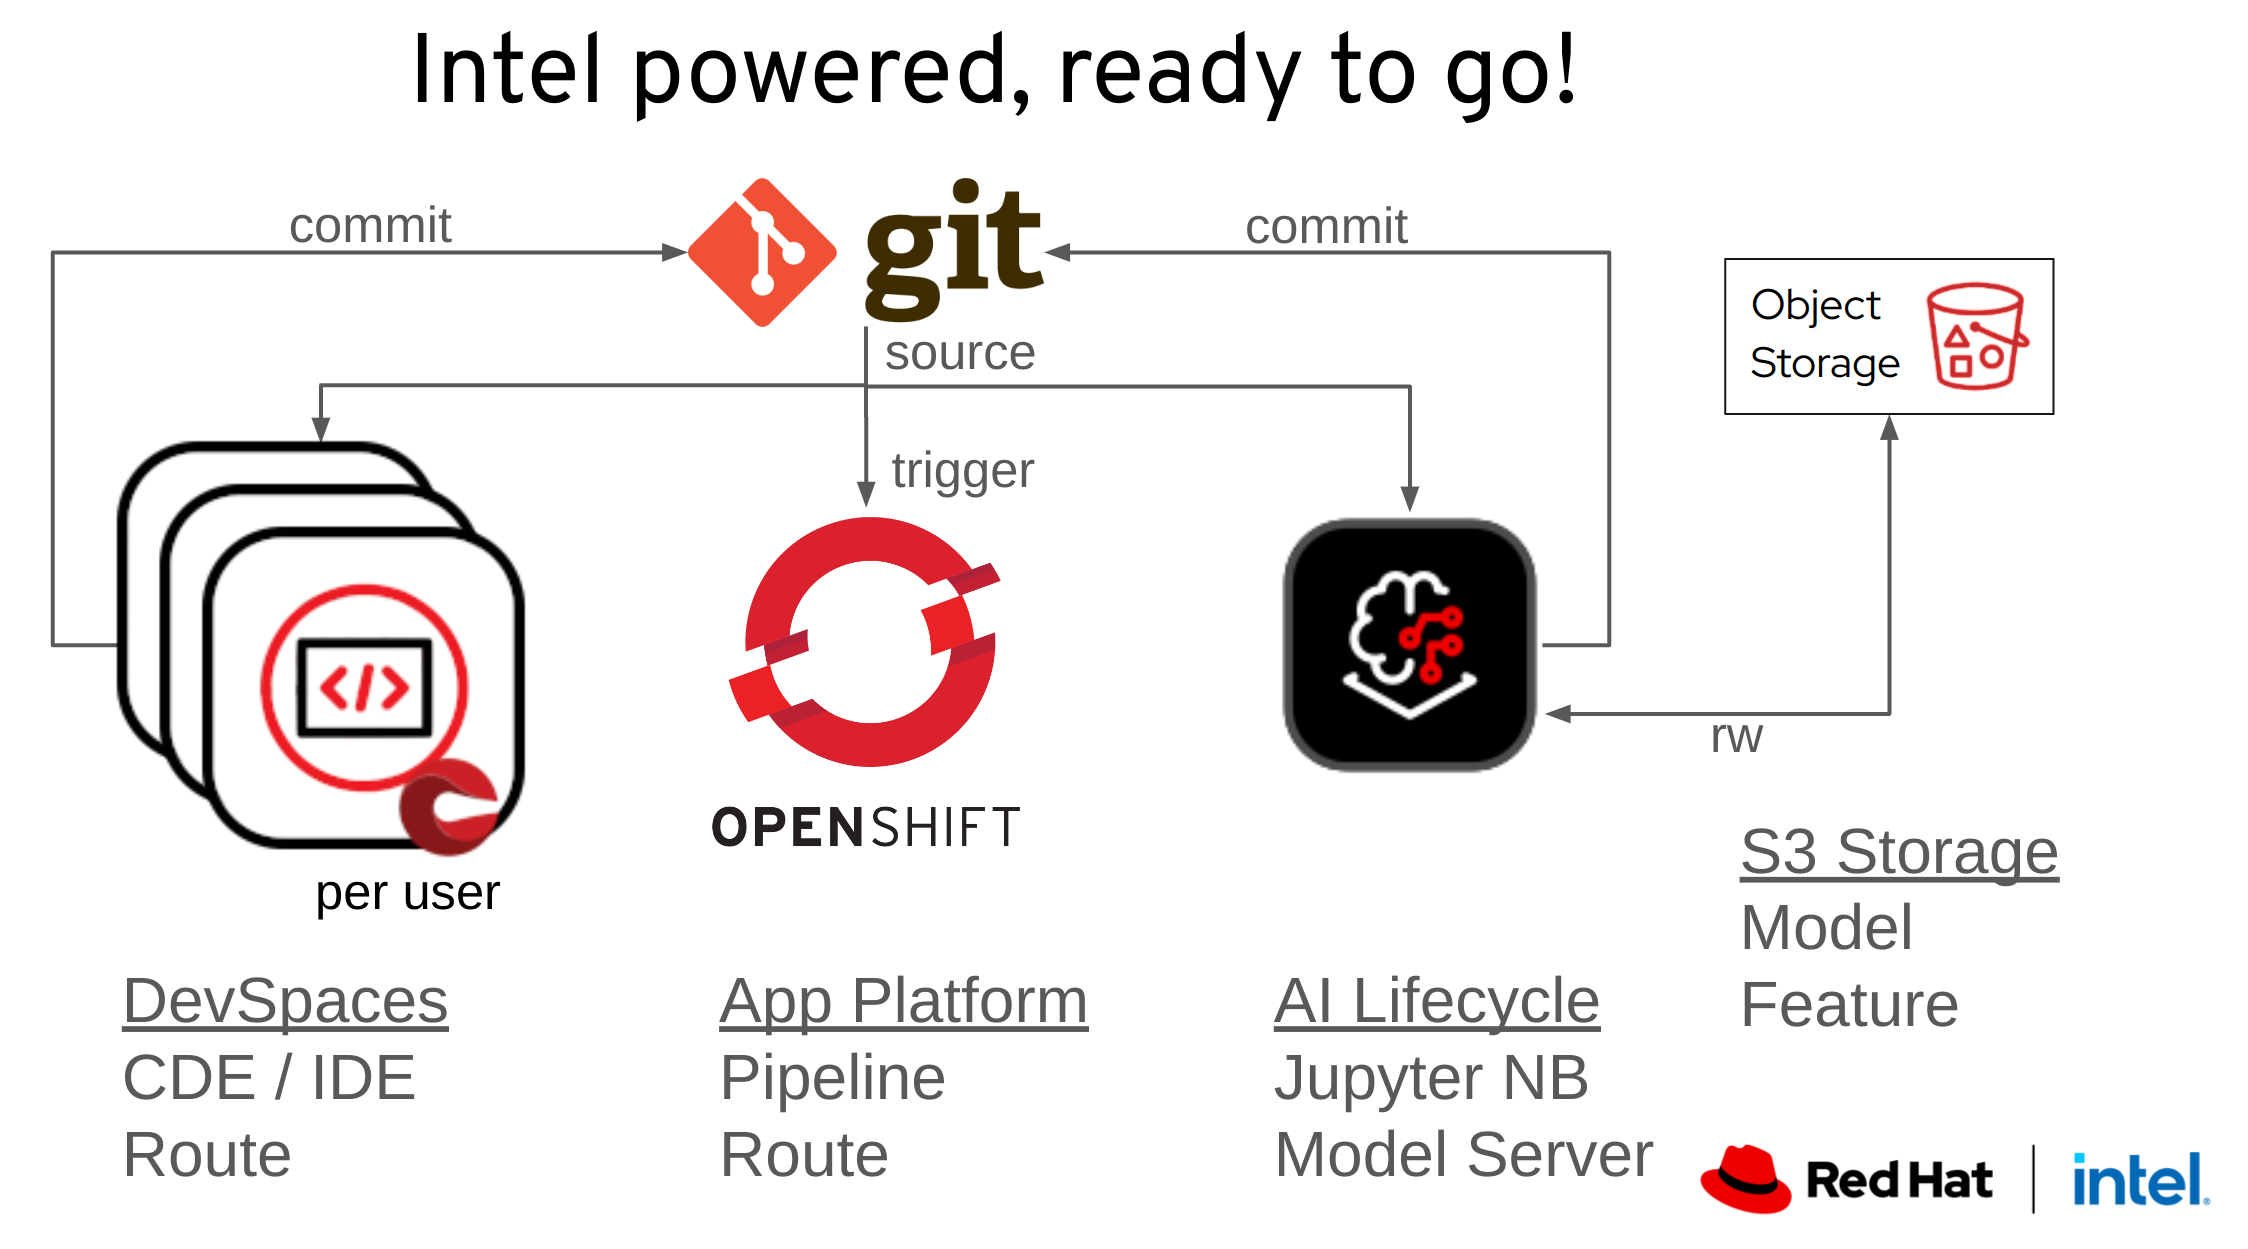 Intel powered, ready to go!
commit
git
commit
source
Object
Storage
trigger
</>
rw
OPENSHIFT
per user
S3 Storage
Model
Feature
DevSpaces
CDE / IDE
Route
App Platform
Pipeline
Route
AI Lifecycle
Jupyter NB
Model Server
Red Hat
intel®